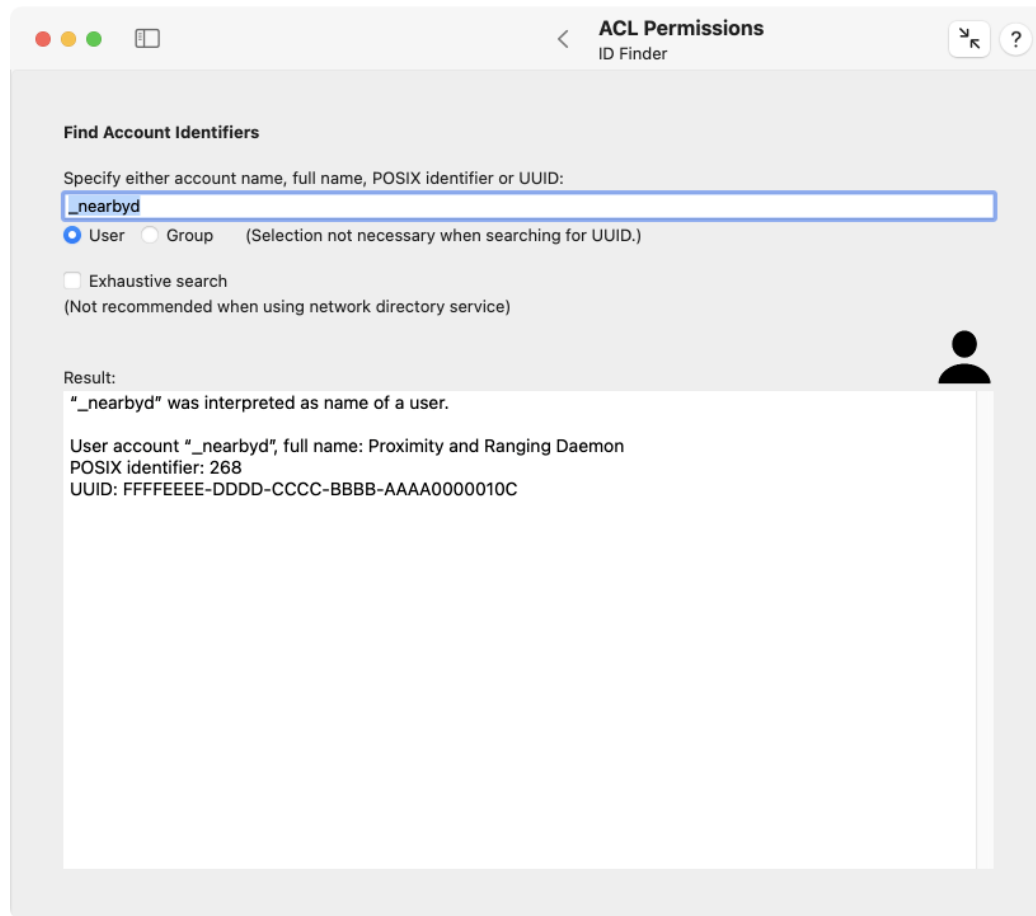 ACL Permissions
ID Finder
?
Find Account Identifiers
Specify either account name, full name, POSIX identifier or UUID:
_nearbyd
User Group (Selection not necessary when searching for UUID.)
Exhaustive search
(Not recommended when using network directory service)
Result:
“_nearbyd” was interpreted as name of a user.
User account “_nearbyd”, full name: Proximity and Ranging Daemon
POSIX identifier: 268
UUID: FFFFEEEE-DDDD-CCCC-BBBB-AAAA0000010C